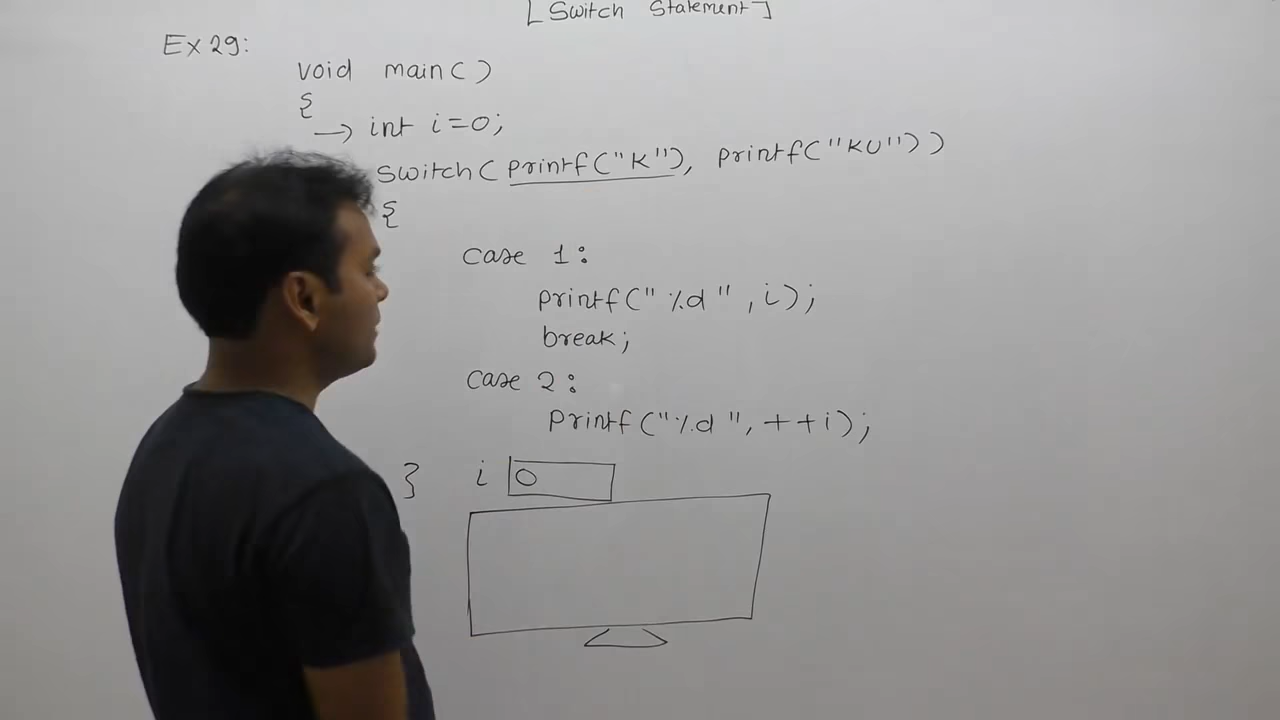 [Switch Statement]
Ex 29:
void main()
{
→ int i=0;
switch(printf("K"), printf("KU"))
{
case 1:
printf("%d", i);
break;
case 2:
printf("%d", ++i);
}
i 0